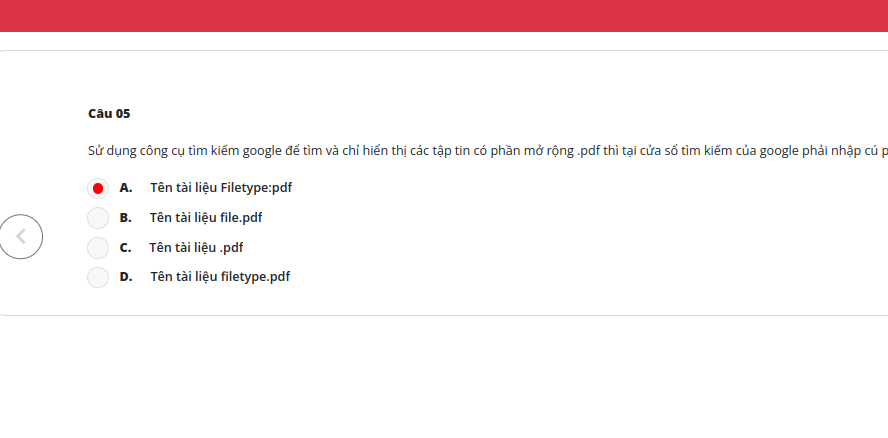 Câu 05
Sử dụng công cụ tìm kiếm google để tìm và chỉ hiển thị các tập tin có phần mở rộng .pdf thì tại cửa sổ tìm kiếm của google phải nhập cú
A. Tên tài liệu Filetype:pdf
B. Tên tài liệu file.pdf
C. Tên tài liệu .pdf
D. Tên tài liệu filetype.pdf